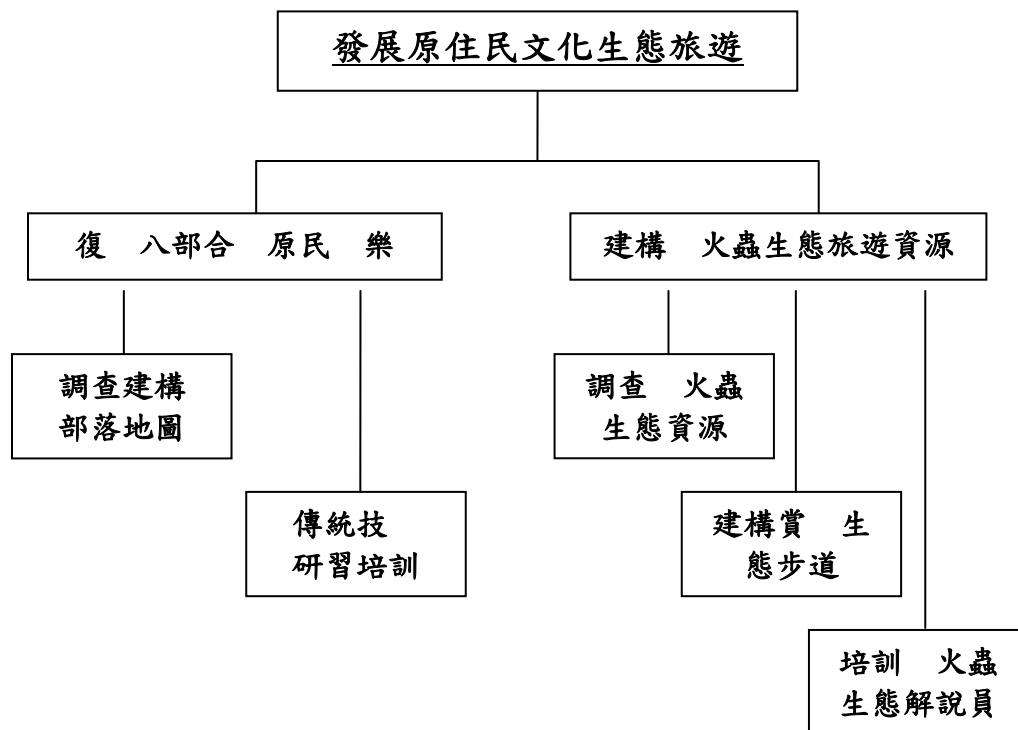 發展原住民文化生態旅遊
復　八部合　原民　樂
建構　火蟲生態旅遊資源
調查建構
部落地圖
調查　火蟲
生態資源
傳統技
研習培訓
建構賞　生
態步道
培訓　火蟲
生態解說員